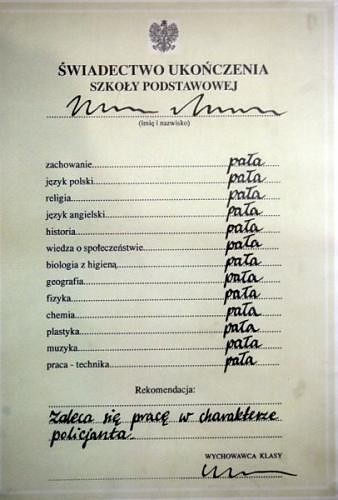 ŚWIADECTWO UKOŃCZENIA
SZKOŁY PODSTAWOWEJ
(imię i nazwisko)
zachowanie pała
język polski pała
religia pała
język angielski pała
historia pała
wiedza o społeczeństwie pała
biologia z higieną pała
geografia pała
fizyka pała
chemia pała
plastyka pała
muzyka pała
praca - technika pała
Rekomendacja:
Zaleca się pracę w charakterze
policjanta.
WYCHOWAWCA KLASY